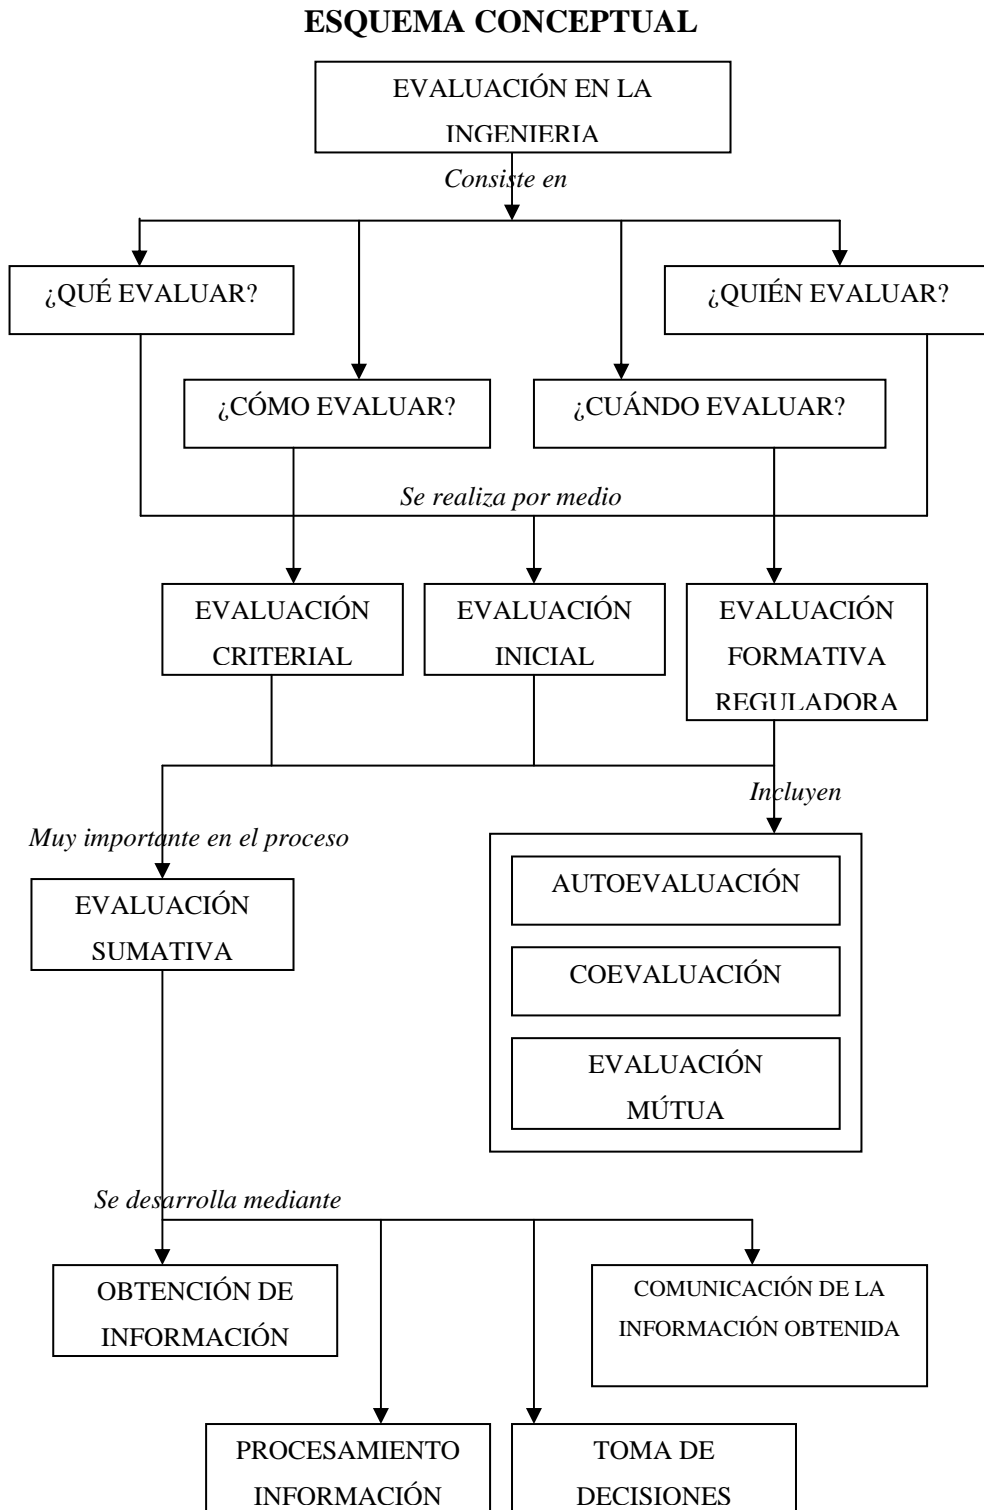 ESQUEMA CONCEPTUAL
EVALUACIÓN EN LA
INGENIERIA
Consiste en
¿QUÉ EVALUAR?
¿QUIÉN EVALUAR?
¿CÓMO EVALUAR?
¿CUÁNDO EVALUAR?
Se realiza por medio
EVALUACIÓN
CRITERIAL
EVALUACIÓN
INICIAL
EVALUACIÓN
FORMATIVA
REGULADORA
Incluyen
Muy importante en el proceso
EVALUACIÓN
SUMATIVA
AUTOEVALUACIÓN
COEVALUACIÓN
EVALUACIÓN
MÚTUA
Se desarrolla mediante
OBTENCIÓN DE
INFORMACIÓN
COMUNICACIÓN DE LA
INFORMACIÓN OBTENIDA
PROCESAMIENTO
INFORMACIÓN
TOMA DE
DECISIONES